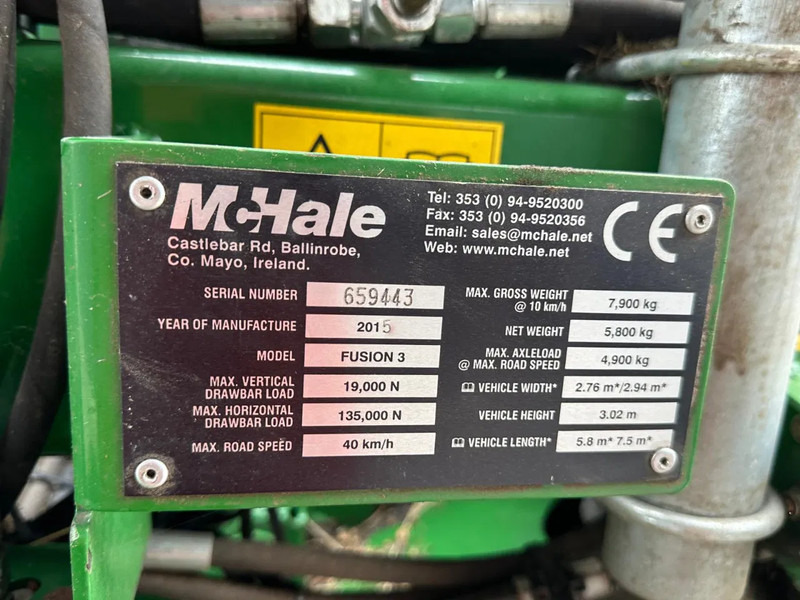 McHale
Castlebar Rd, Ballinrobe,
Co. Mayo, Ireland.
Tel: 353 (0) 94-9520300
Fax: 353 (0) 94-9520356
Email: sales@mchale.net
Web: www.mchale.net
CE
SERIAL NUMBER 659443
YEAR OF MANUFACTURE 2015
MODEL FUSION 3
MAX. VERTICAL
DRAWBAR LOAD 19,000 N
MAX. HORIZONTAL
DRAWBAR LOAD 135,000 N
MAX. ROAD SPEED 40 km/h
MAX. GROSS WEIGHT
@ 10 km/h 7,900 kg
NET WEIGHT 5,800 kg
MAX. AXLELOAD
@ MAX. ROAD SPEED 4,900 kg
VEHICLE WIDTH* 2.76 m*/2.94 m*
VEHICLE HEIGHT 3.02 m
VEHICLE LENGTH* 5.8 m* 7.5 m*